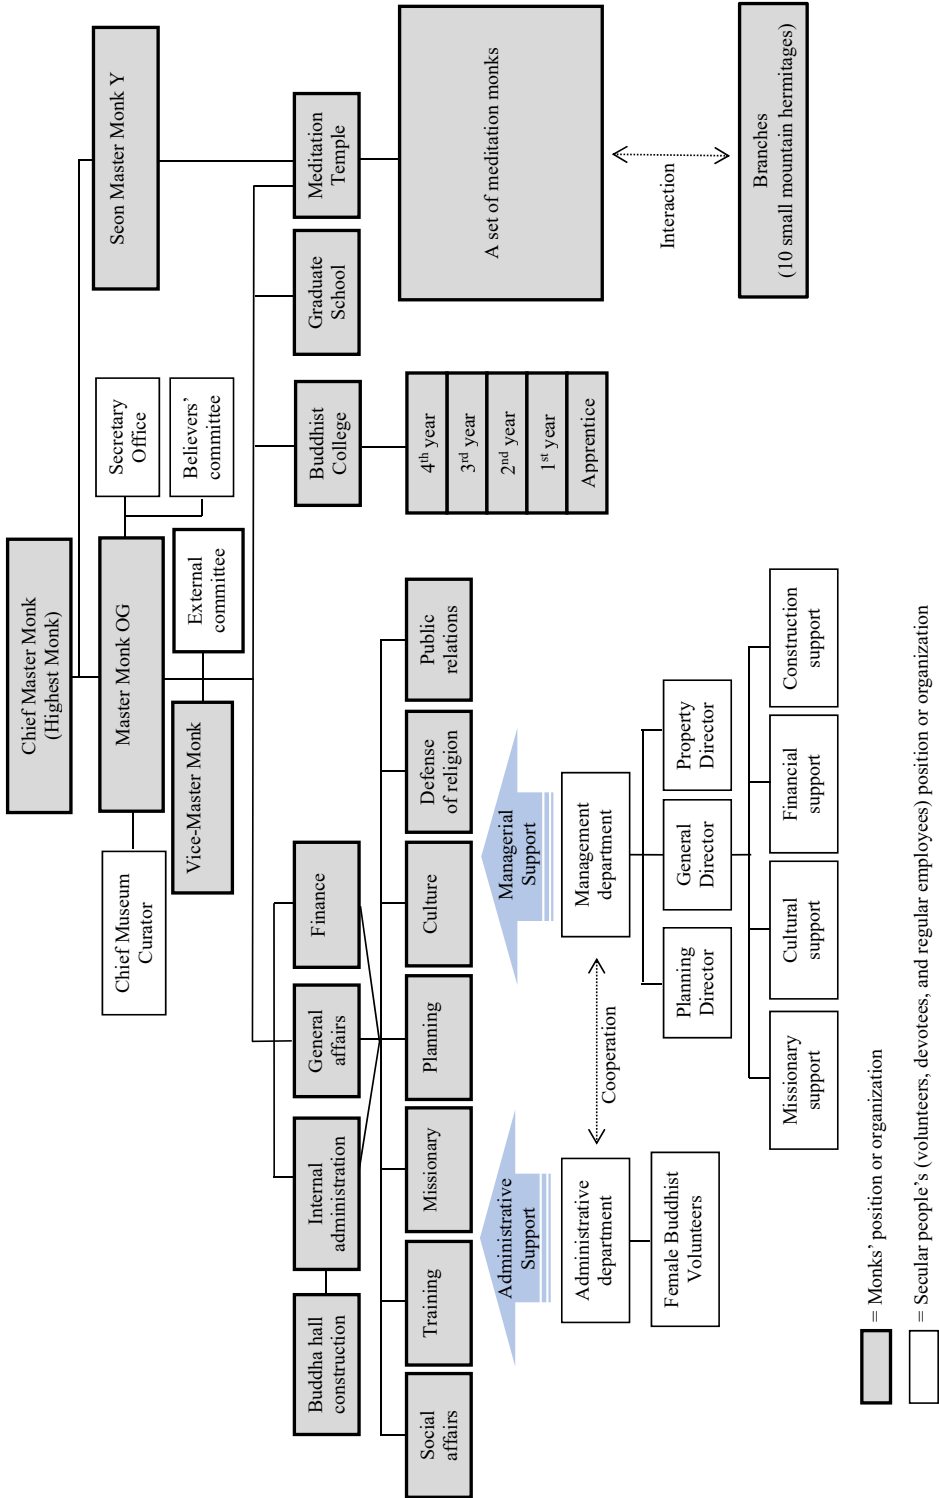 Chief Master Monk
(Highest Monk)
Seon Master Monk Y
Master Monk OG
Secretary
Office
Believers'
committee
Chief Museum
Curator
External
committee
Vice-Master Monk
Buddha hall
construction
Internal
administration
General
affairs
Finance
Buddhist
College
Graduate
School
Meditation
Temple
Social
affairs
Training
Missionary
Planning
Culture
Defense
of religion
Public
relations
4th year
3rd year
2nd year
1st year
Apprentice
A set of meditation monks
Administrative
Support
Managerial
Support
Interaction
Administrative
department
Cooperation
Management
department
Female Buddhist
Volunteers
Planning
Director
General
Director
Property
Director
Branches
(10 small mountain hermitages)
Missionary
support
Cultural
support
Financial
support
Construction
support
= Monks' position or organization
= Secular people's (volunteers, devotees, and regular employees) position or organization